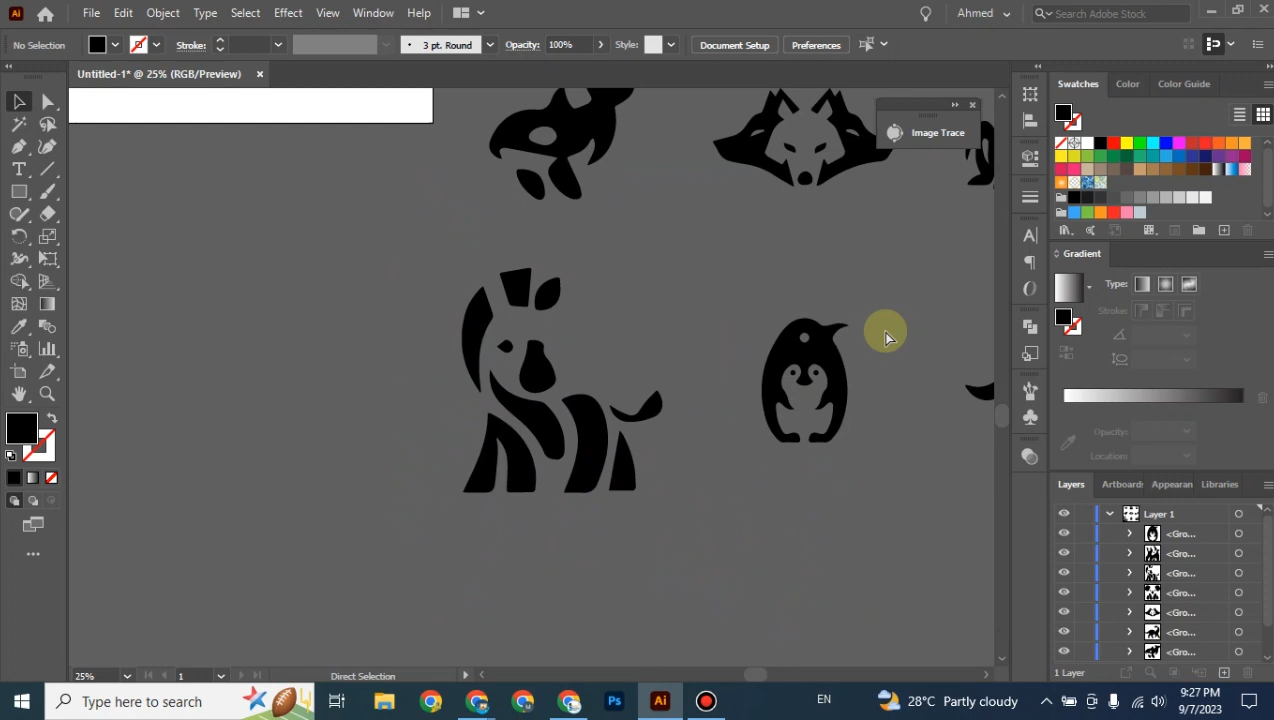 Ai File Edit Object Type Select Effect View Window Help Ahmed Search Adobe Stock
No Selection Stroke: 3 pt. Round Opacity: 100% Style: Document Setup Preferences
Untitled-1* @ 25% (RGB/Preview)
Swatches Color Color Guide
Image Trace
Gradient
Type:
Stroke:
Opacity:
Location:
Layers Artboards Appearan Libraries
Layer 1
<Gro...
<Gro...
<Gro...
<Gro...
<Gro...
<Gro...
<Gro...
25% 1 Direct Selection 1 Layer
Type here to search Ps Ai EN 28°C Partly cloudy 9:27 PM
9/7/2023